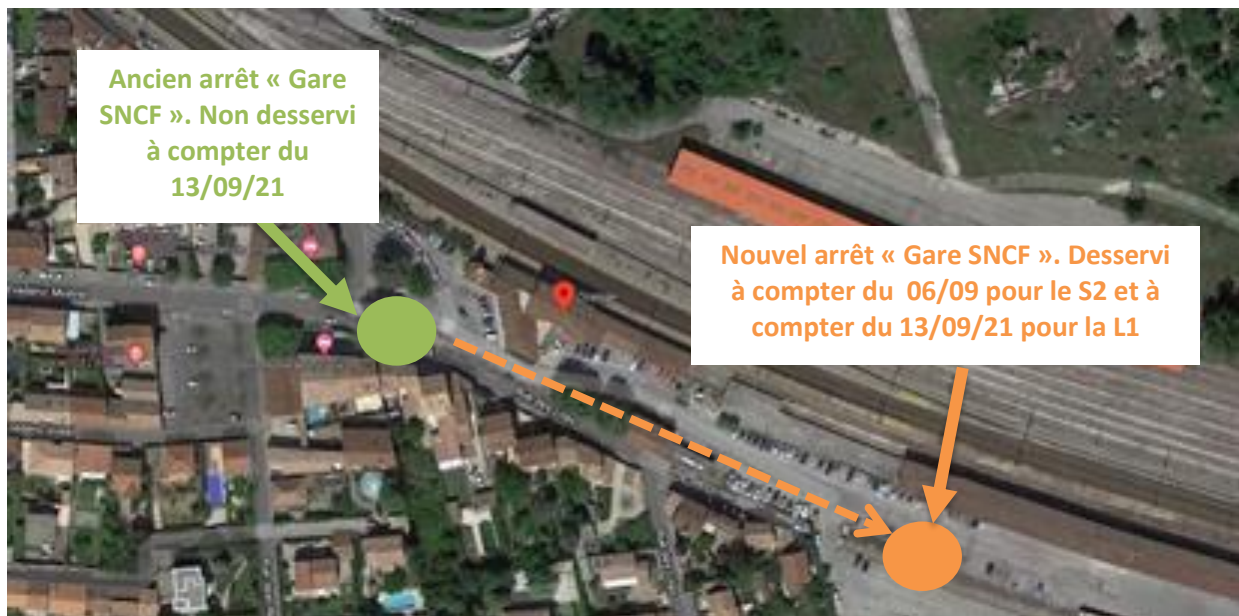 Ancien arrêt « Gare
SNCF ». Non desservi
à compter du
13/09/21
Nouvel arrêt « Gare SNCF ». Desservi
à compter du 06/09 pour le S2 et à
compter du 13/09/21 pour la L1